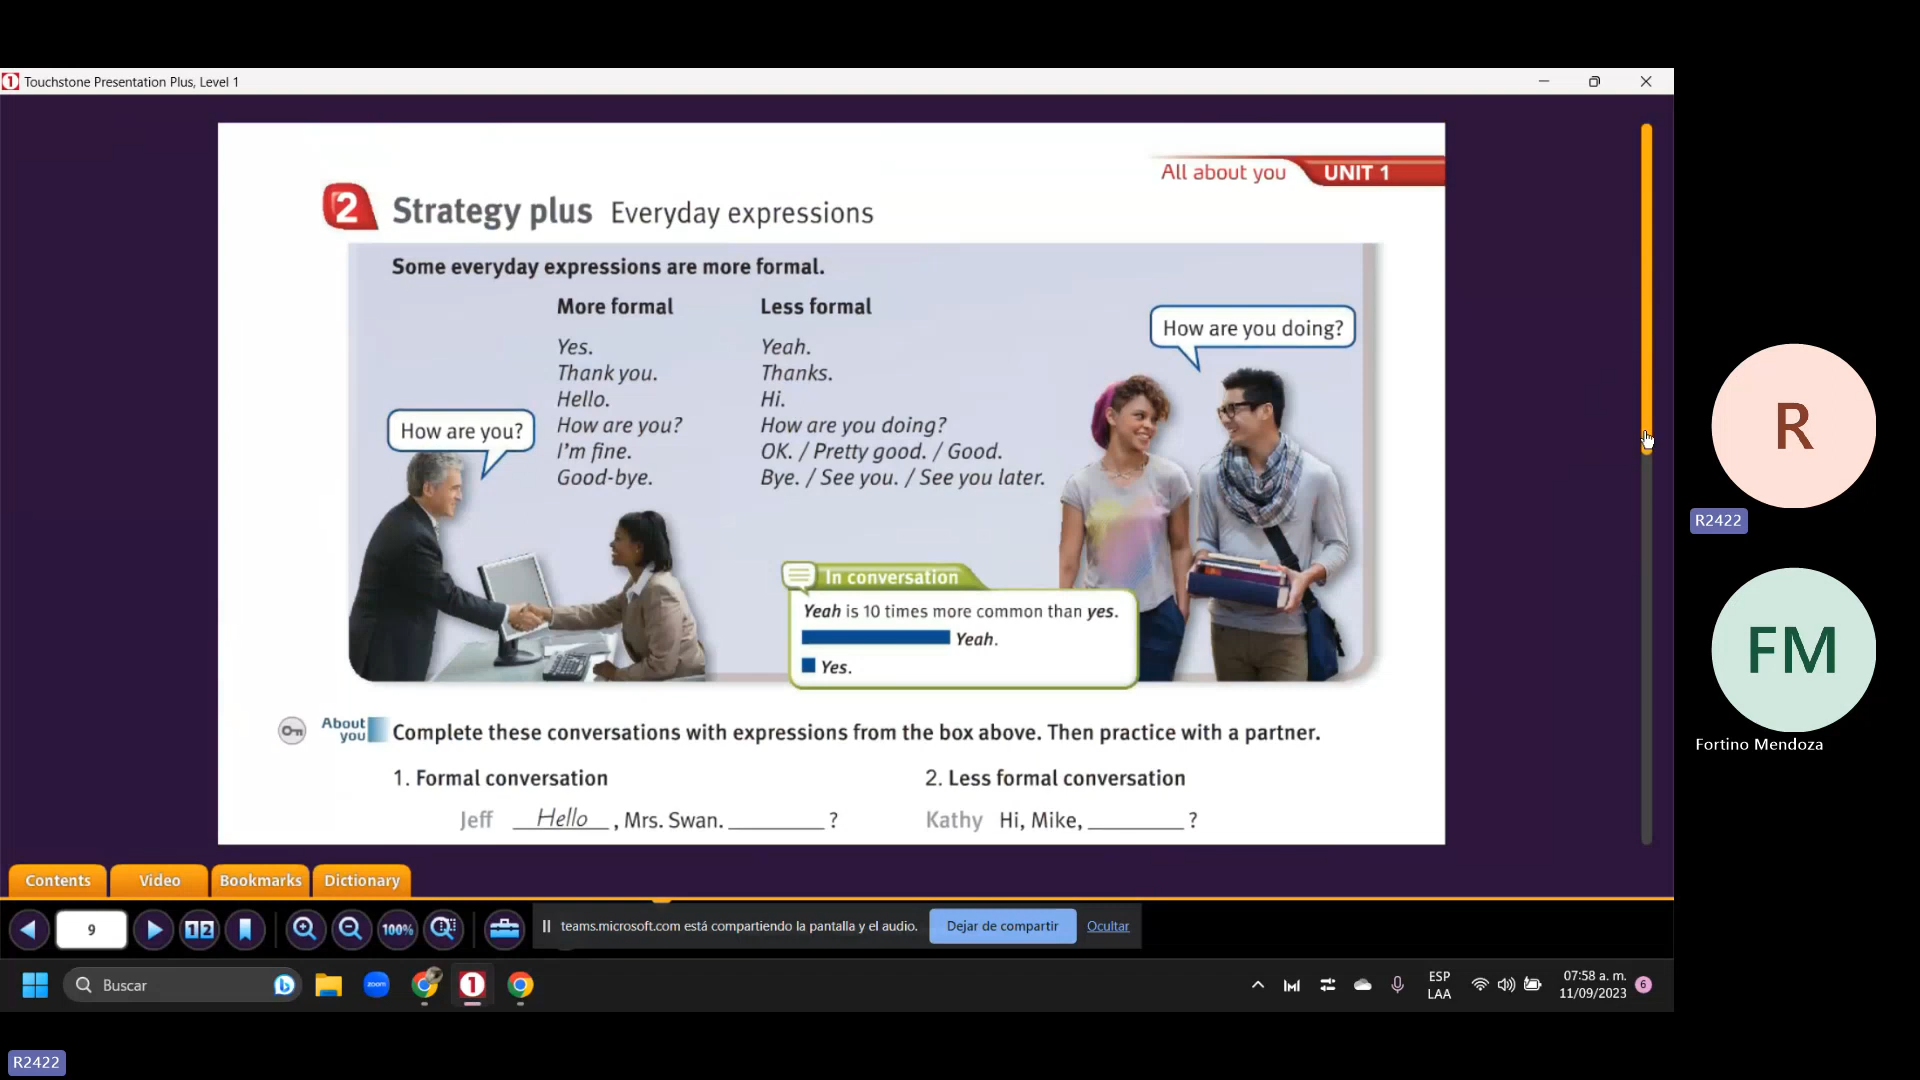 Touchstone Presentation Plus, Level 1
All about you UNIT 1
2 Strategy plus Everyday expressions
Some everyday expressions are more formal.
More formal Less formal
Yes. Yeah.
Thank you. Thanks.
Hello. Hi.
How are you? How are you doing?
I'm fine. OK. / Pretty good. / Good.
Good-bye. Bye. / See you. / See you later.
How are you?
How are you doing?
In conversation
Yeah is 10 times more common than yes.
Yeah.
Yes.
About you
Complete these conversations with expressions from the box above. Then practice with a partner.
1. Formal conversation
Jeff Hello, Mrs. Swan. __________ ?
2. Less formal conversation
Kathy Hi, Mike, __________ ?
Contents Video Bookmarks Dictionary
9 12 100%
teams.microsoft.com está compartiendo la pantalla y el audio. Dejar de compartir Ocultar
Buscar zoom 1
ESP
LAA
07:58 a. m.
11/09/2023
6
R
R2422
FM
Fortino Mendoza
R2422